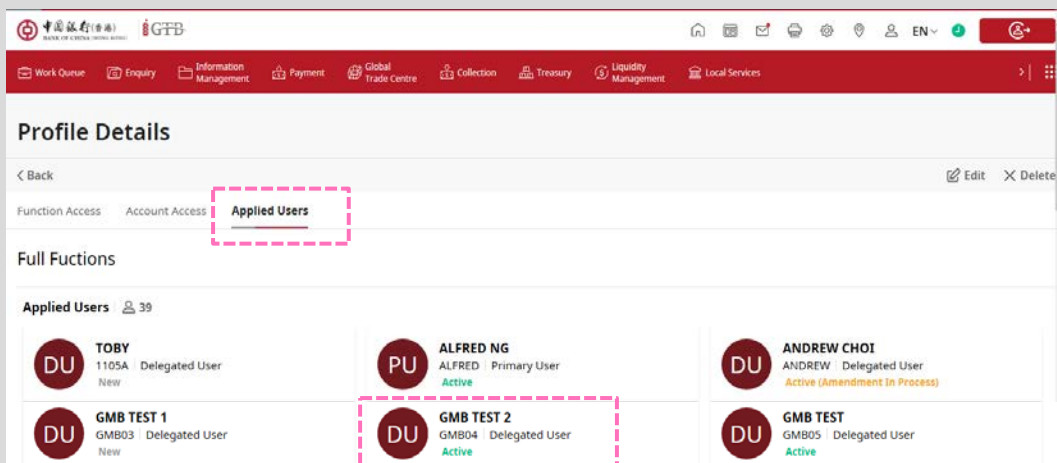 中國銀行(香港) GTB
BANK OF CHINA (HONG KONG)
EN
Work Queue Enquiry Information Management Payment Global Trade Centre Collection Treasury Liquidity Management Local Services
Profile Details
Back Edit Delete
Function Access Account Access Applied Users
Full Fuctions
Applied Users 39
DU TOBY
1105A Delegated User
New
PU ALFRED NG
ALFRED Primary User
Active
DU ANDREW CHOI
ANDREW Delegated User
Active (Amendment In Process)
DU GMB TEST 1
GMB03 Delegated User
New
DU GMB TEST 2
GMB04 Delegated User
Active
DU GMB TEST
GMB05 Delegated User
Active